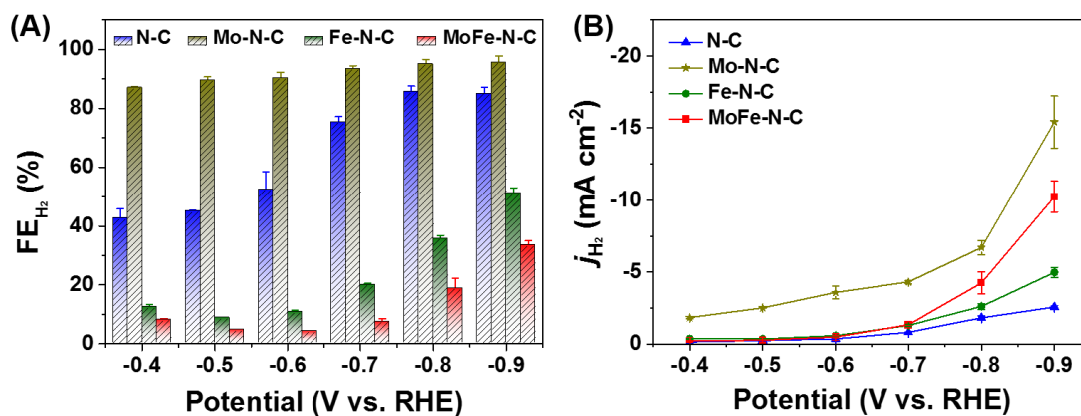 (A)
N-C Mo-N-C Fe-N-C MoFe-N-C
100
80
60
40
20
0
FE_H2 (%)
-0.4 -0.5 -0.6 -0.7 -0.8 -0.9
Potential (V vs. RHE)
(B)
N-C
Mo-N-C
Fe-N-C
MoFe-N-C
-20
-15
-10
-5
0
j_H2 (mA cm-2)
-0.4 -0.5 -0.6 -0.7 -0.8 -0.9
Potential (V vs. RHE)